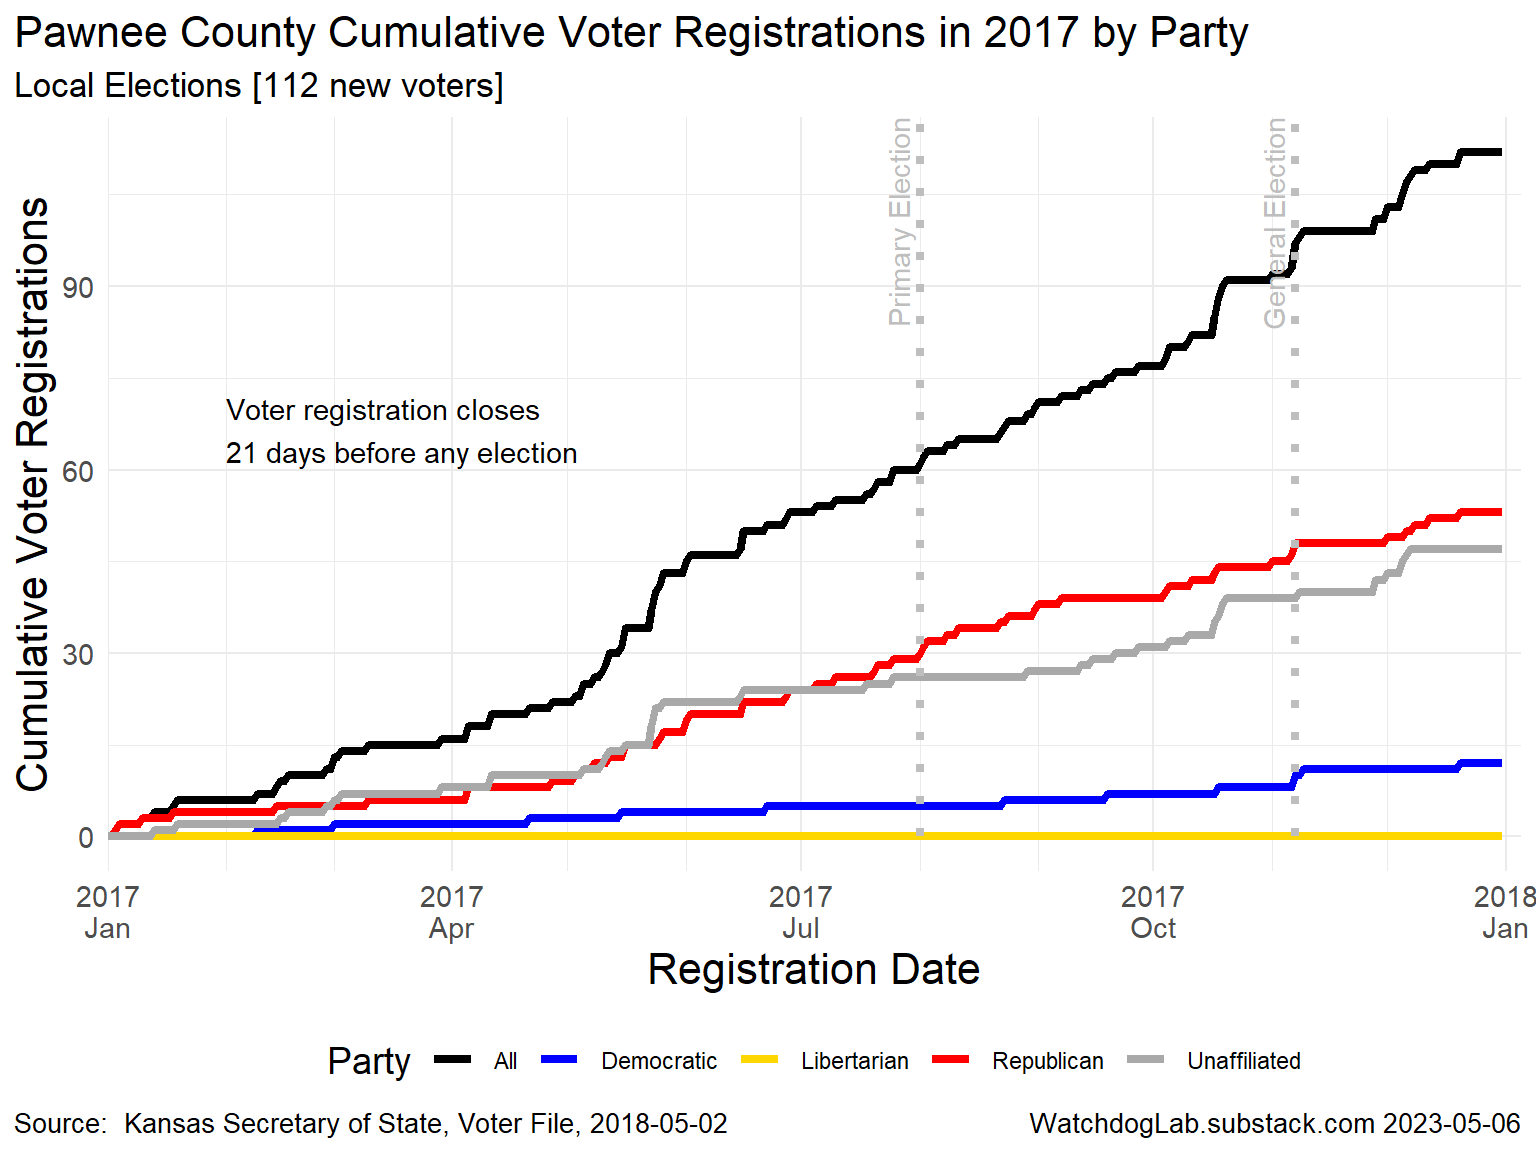 Pawnee County Cumulative Voter Registrations in 2017 by Party
Local Elections [112 new voters]
Cumulative Voter Registrations
90
60
30
0
Primary Election
General Election
Voter registration closes
21 days before any election
2017
Jan
2017
Apr
2017
Jul
2017
Oct
2018
Jan
Registration Date
Party All Democratic Libertarian Republican Unaffiliated
Source:  Kansas Secretary of State, Voter File, 2018-05-02
WatchdogLab.substack.com 2023-05-06